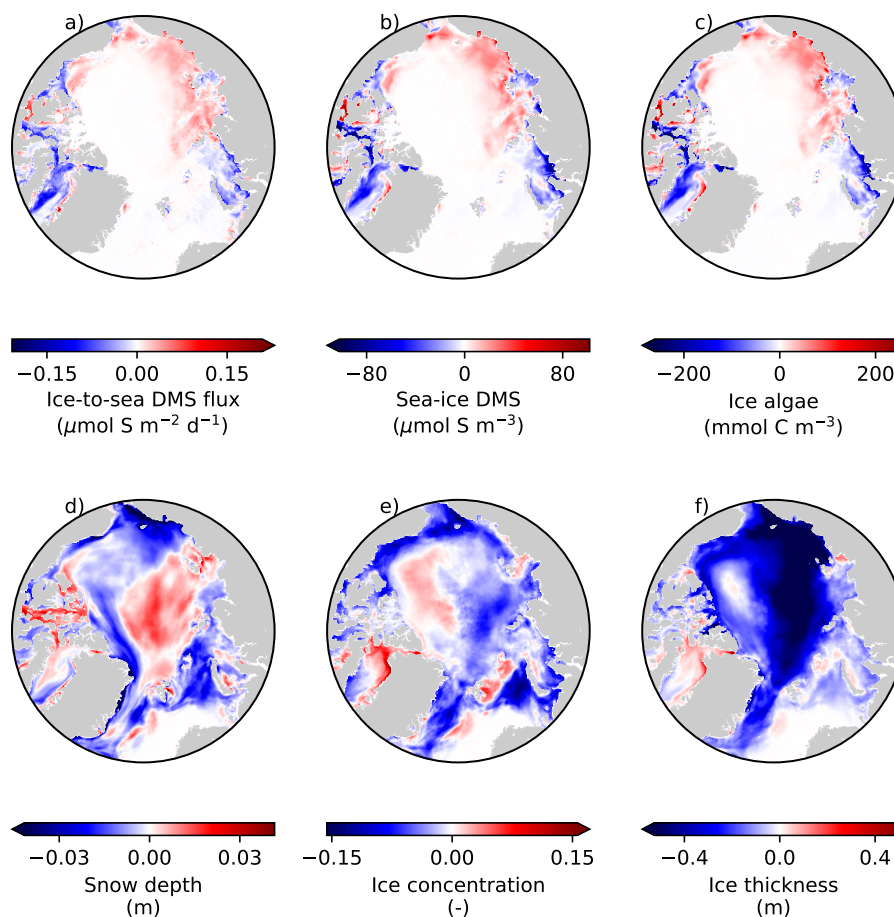 a) b) c)
−0.15 0.00 0.15 −80 0 80 −200 0 200
Ice-to-sea DMS flux Sea-ice DMS Ice algae
(μmol S m⁻² d⁻¹) (μmol S m⁻³) (mmol C m⁻³)
d) e) f)
−0.03 0.00 0.03 −0.15 0.00 0.15 −0.4 0.0 0.4
Snow depth Ice concentration Ice thickness
(m) (-) (m)